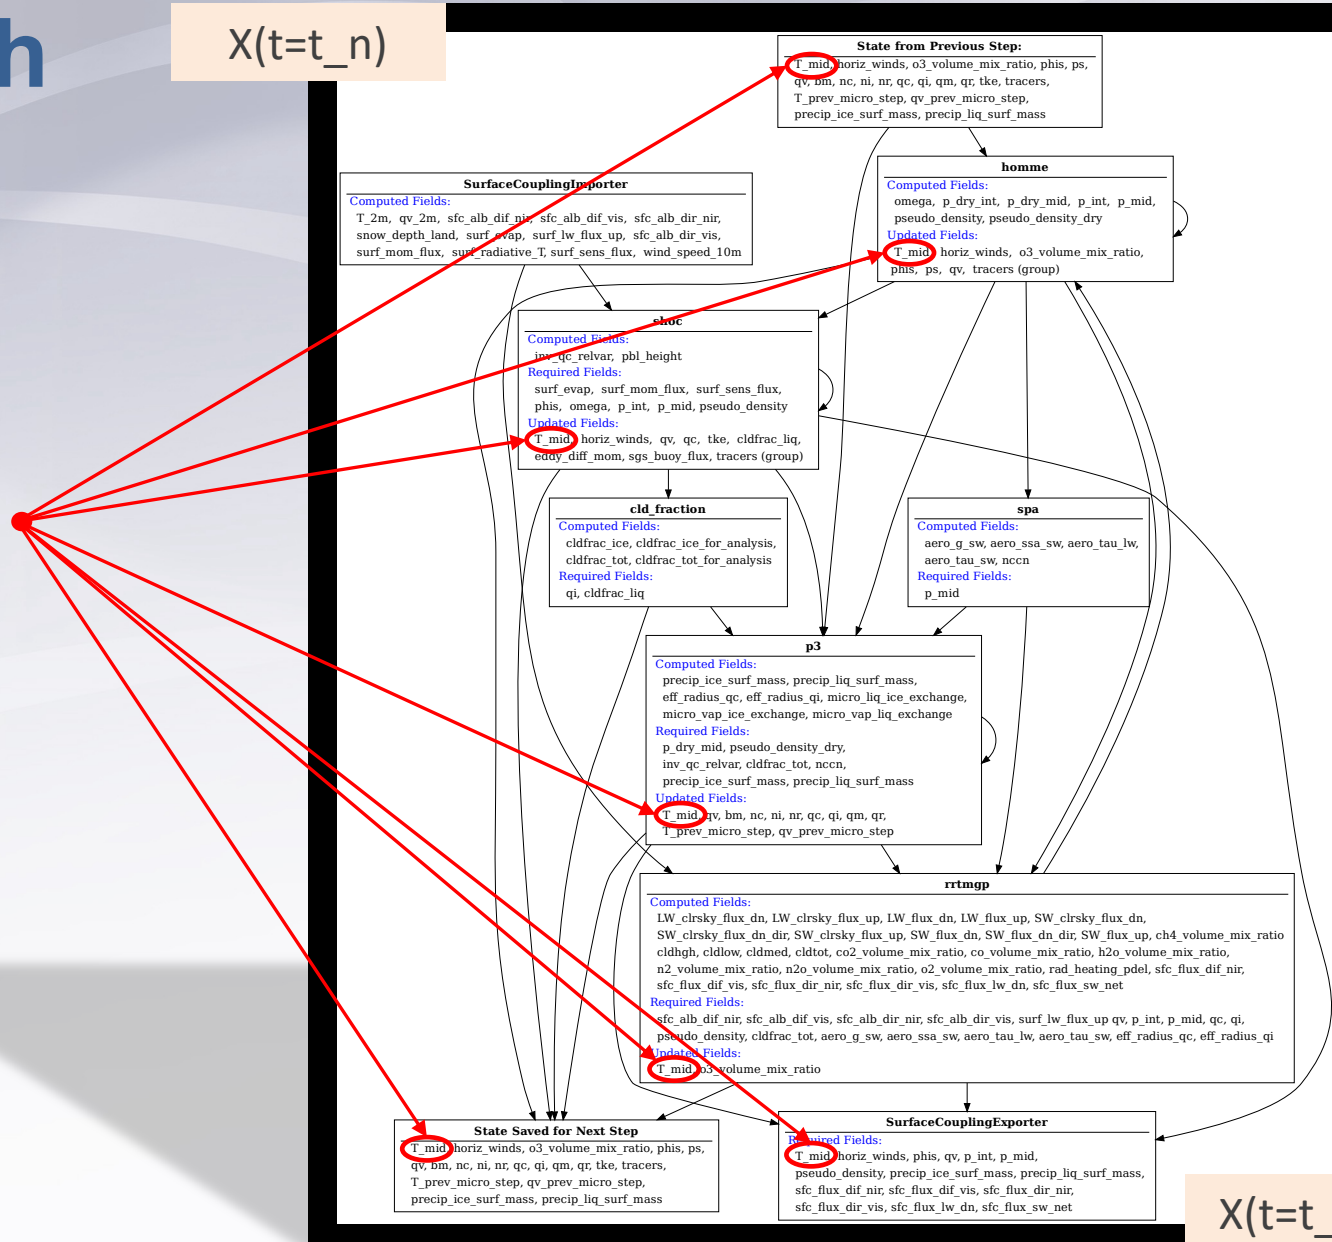 h
X(t=t_n)
State from Previous Step:
T_mid, horiz_winds, o3_volume_mix_ratio, phis, ps,
qv, bm, nc, ni, nr, qc, qi, qm, qr, tke, tracers,
T_prev_micro_step, qv_prev_micro_step,
precip_ice_surf_mass, precip_liq_surf_mass
homme
Computed Fields:
omega, p_dry_int, p_dry_mid, p_int, p_mid,
pseudo_density, pseudo_density_dry
Updated Fields:
T_mid, horiz_winds, o3_volume_mix_ratio,
phis, ps, qv, tracers (group)
SurfaceCouplingImporter
Computed Fields:
T_2m, qv_2m, sfc_alb_dif_nir, sfc_alb_dif_vis, sfc_alb_dir_nir,
snow_depth_land, surf_evap, surf_lw_flux_up, sfc_alb_dir_vis,
surf_mom_flux, surf_radiative_T, surf_sens_flux, wind_speed_10m
shoc
Computed Fields:
inv_qc_relvar, pbl_height
Required Fields:
surf_evap, surf_mom_flux, surf_sens_flux,
phis, omega, p_int, p_mid, pseudo_density
Updated Fields:
T_mid, horiz_winds, qv, qc, tke, cldfrac_liq,
eddy_diff_mom, sgs_buoy_flux, tracers (group)
cld_fraction
Computed Fields:
cldfrac_ice, cldfrac_ice_for_analysis,
cldfrac_tot, cldfrac_tot_for_analysis
Required Fields:
qi, cldfrac_liq
spa
Computed Fields:
aero_g_sw, aero_ssa_sw, aero_tau_lw,
aero_tau_sw, nccn
Required Fields:
p_mid
p3
Computed Fields:
precip_ice_surf_mass, precip_liq_surf_mass,
eff_radius_qc, eff_radius_qi, micro_liq_ice_exchange,
micro_vap_ice_exchange, micro_vap_liq_exchange
Required Fields:
p_dry_mid, pseudo_density_dry,
inv_qc_relvar, cldfrac_tot, nccn,
precip_ice_surf_mass, precip_liq_surf_mass
Updated Fields:
T_mid, qv, bm, nc, ni, nr, qc, qi, qm, qr,
T_prev_micro_step, qv_prev_micro_step
rrtmgp
Computed Fields:
LW_clrsky_flux_dn, LW_clrsky_flux_up, LW_flux_dn, LW_flux_up, SW_clrsky_flux_dn,
SW_clrsky_flux_dn_dir, SW_clrsky_flux_up, SW_flux_dn, SW_flux_dn_dir, SW_flux_up, ch4_volume_mix_ratio
cldhgh, cldlow, cldmed, cldtot, co2_volume_mix_ratio, co_volume_mix_ratio, h2o_volume_mix_ratio,
n2_volume_mix_ratio, n2o_volume_mix_ratio, o2_volume_mix_ratio, rad_heating_pdel, sfc_flux_dif_nir,
sfc_flux_dif_vis, sfc_flux_dir_nir, sfc_flux_dir_vis, sfc_flux_lw_dn, sfc_flux_sw_net
Required Fields:
sfc_alb_dif_nir, sfc_alb_dif_vis, sfc_alb_dir_nir, sfc_alb_dir_vis, surf_lw_flux_up qv, p_int, p_mid, qc, qi,
pseudo_density, cldfrac_tot, aero_g_sw, aero_ssa_sw, aero_tau_lw, aero_tau_sw, eff_radius_qc, eff_radius_qi
Updated Fields:
T_mid, o3_volume_mix_ratio
State Saved for Next Step
T_mid, horiz_winds, o3_volume_mix_ratio, phis, ps,
qv, bm, nc, ni, nr, qc, qi, qm, qr, tke, tracers,
T_prev_micro_step, qv_prev_micro_step,
precip_ice_surf_mass, precip_liq_surf_mass
SurfaceCouplingExporter
Required Fields:
T_mid, horiz_winds, phis, qv, p_int, p_mid,
pseudo_density, precip_ice_surf_mass, precip_liq_surf_mass,
sfc_flux_dif_nir, sfc_flux_dif_vis, sfc_flux_dir_nir,
sfc_flux_dir_vis, sfc_flux_lw_dn, sfc_flux_sw_net
X(t=t_